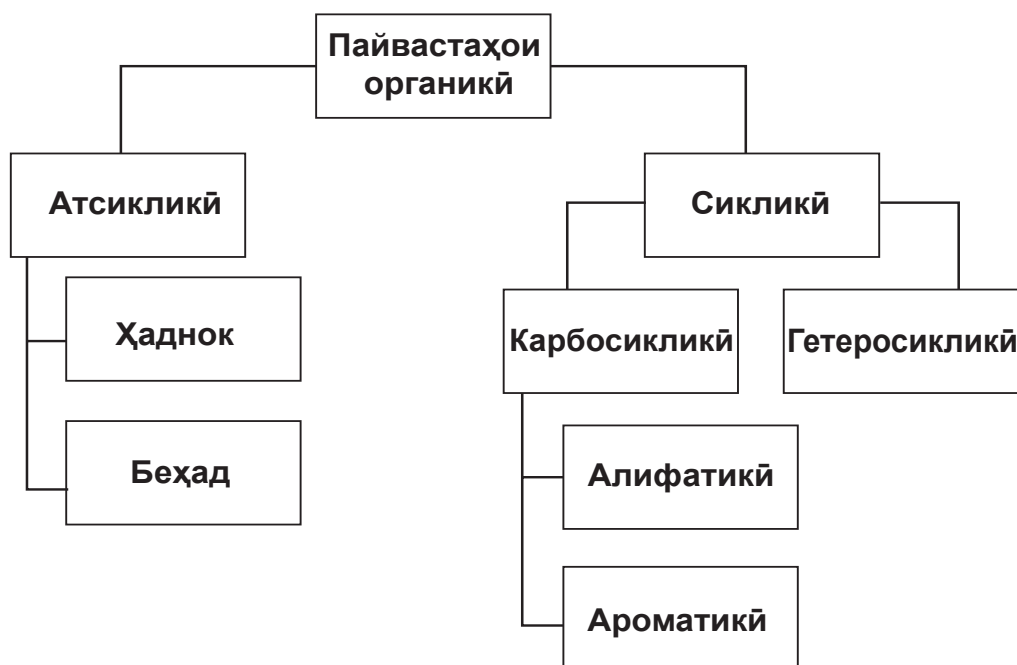 Пайвастаҳои
органикӣ
Атсикликӣ
Сикликӣ
Ҳаднок
Карбосикликӣ
Гетеросикликӣ
Беҳад
Алифатикӣ
Ароматикӣ